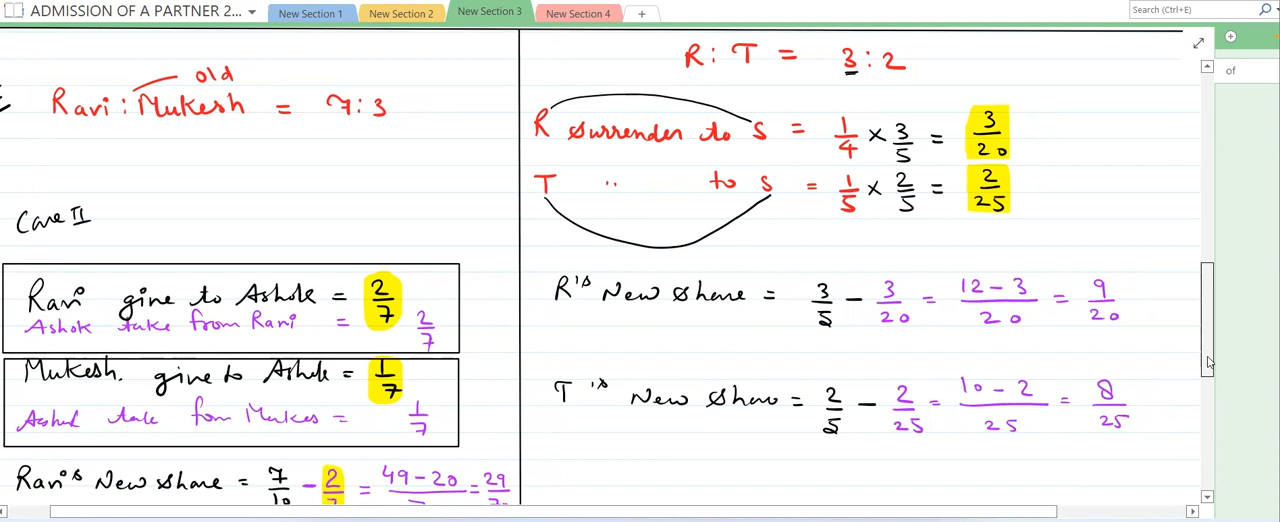 ADMISSION OF A PARTNER 2...
New Section 1
New Section 2
New Section 3
New Section 4
+
Search (Ctrl+E)
of
old
Ravi : Mukesh = 7:3
Case II
Ravi give to Ashok = 2/7
Ashok take from Ravi = 2/7
Mukesh. give to Ashok = 1/7
Ashok take from Mukes = 1/7
Ravi's New share = 7/10 - 2/7 = 49-20/7 = 29/7
R : T = 3 : 2
R surrender to S = 1/4 × 3/5 = 3/20
T " to S = 1/5 × 2/5 = 2/25
R's New share = 3/5 - 3/20 = 12-3/20 = 9/20
T's New share = 2/5 - 2/25 = 10-2/25 = 8/25